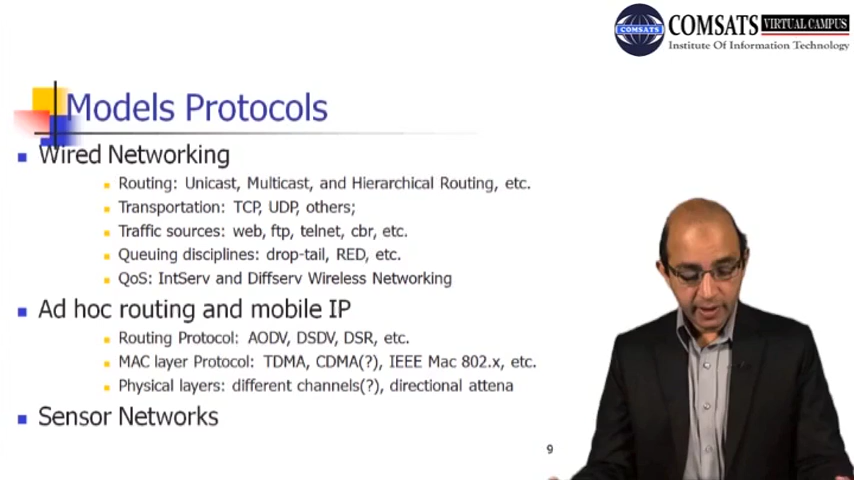 COMSATS
COMSATS VIRTUAL CAMPUS
Institute Of Information Technology
Models Protocols
Wired Networking
Routing: Unicast, Multicast, and Hierarchical Routing, etc.
Transportation: TCP, UDP, others;
Traffic sources: web, ftp, telnet, cbr, etc.
Queuing disciplines: drop-tail, RED, etc.
QoS: IntServ and Diffserv Wireless Networking
Ad hoc routing and mobile IP
Routing Protocol: AODV, DSDV, DSR, etc.
MAC layer Protocol: TDMA, CDMA(?), IEEE Mac 802.x, etc.
Physical layers: different channels(?), directional attena
Sensor Networks
9